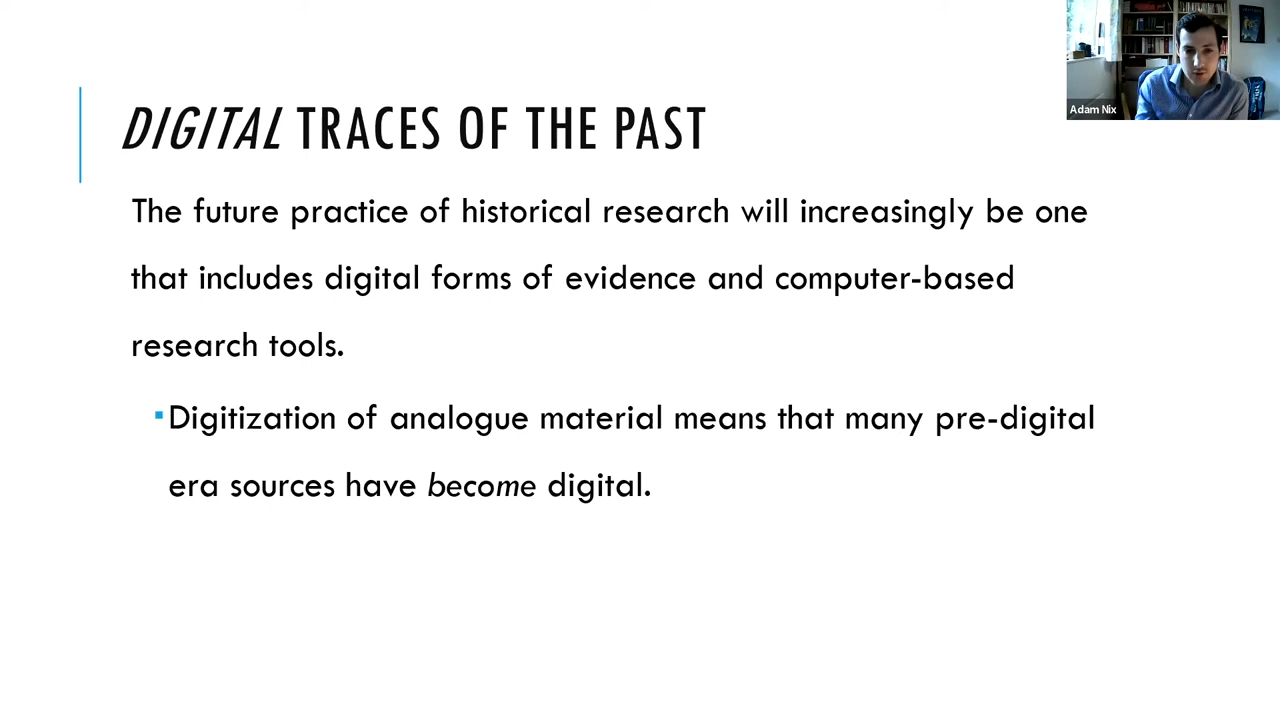 DIGITAL TRACES OF THE PAST
The future practice of historical research will increasingly be one
that includes digital forms of evidence and computer-based
research tools.
Digitization of analogue material means that many pre-digital
era sources have become digital.
Adam Nix